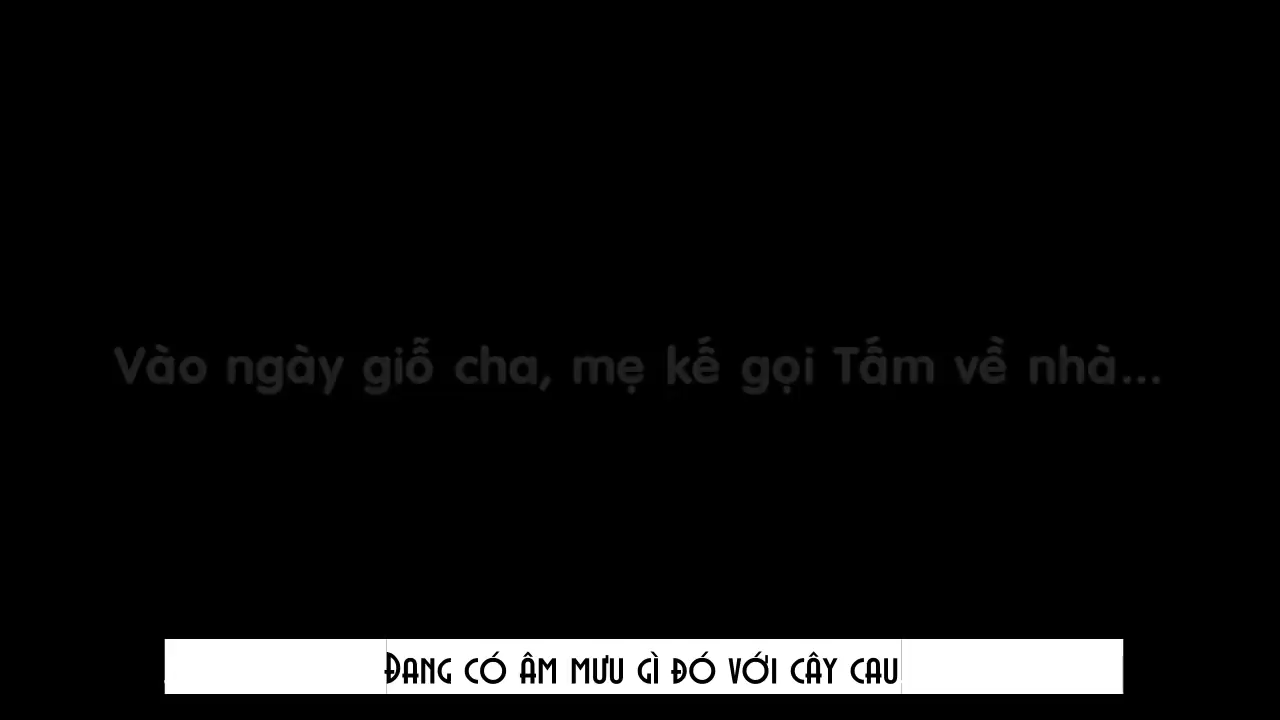 Vào ngày giỗ cha, mẹ kế gọi Tấm về nhà...
Đang có âm mưu gì đó với cây cau